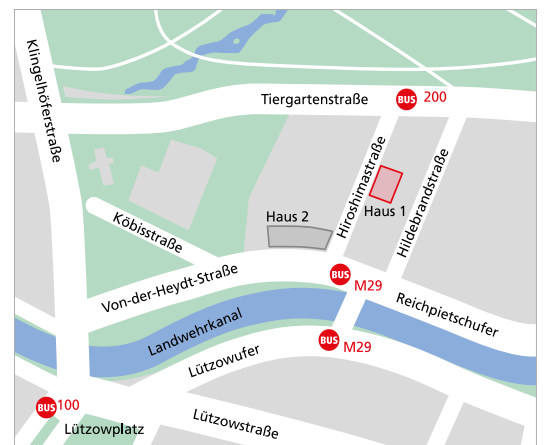 Klingelhöferstraße
Tiergartenstraße
BUS 200
Hiroshimastraße
Hildebrandstraße
Haus 1
Haus 2
Köbisstraße
Von-der-Heydt-Straße
BUS M29
Reichpietschufer
Landwehrkanal
BUS M29
Lützowufer
BUS 100
Lützowstraße
Lützowplatz